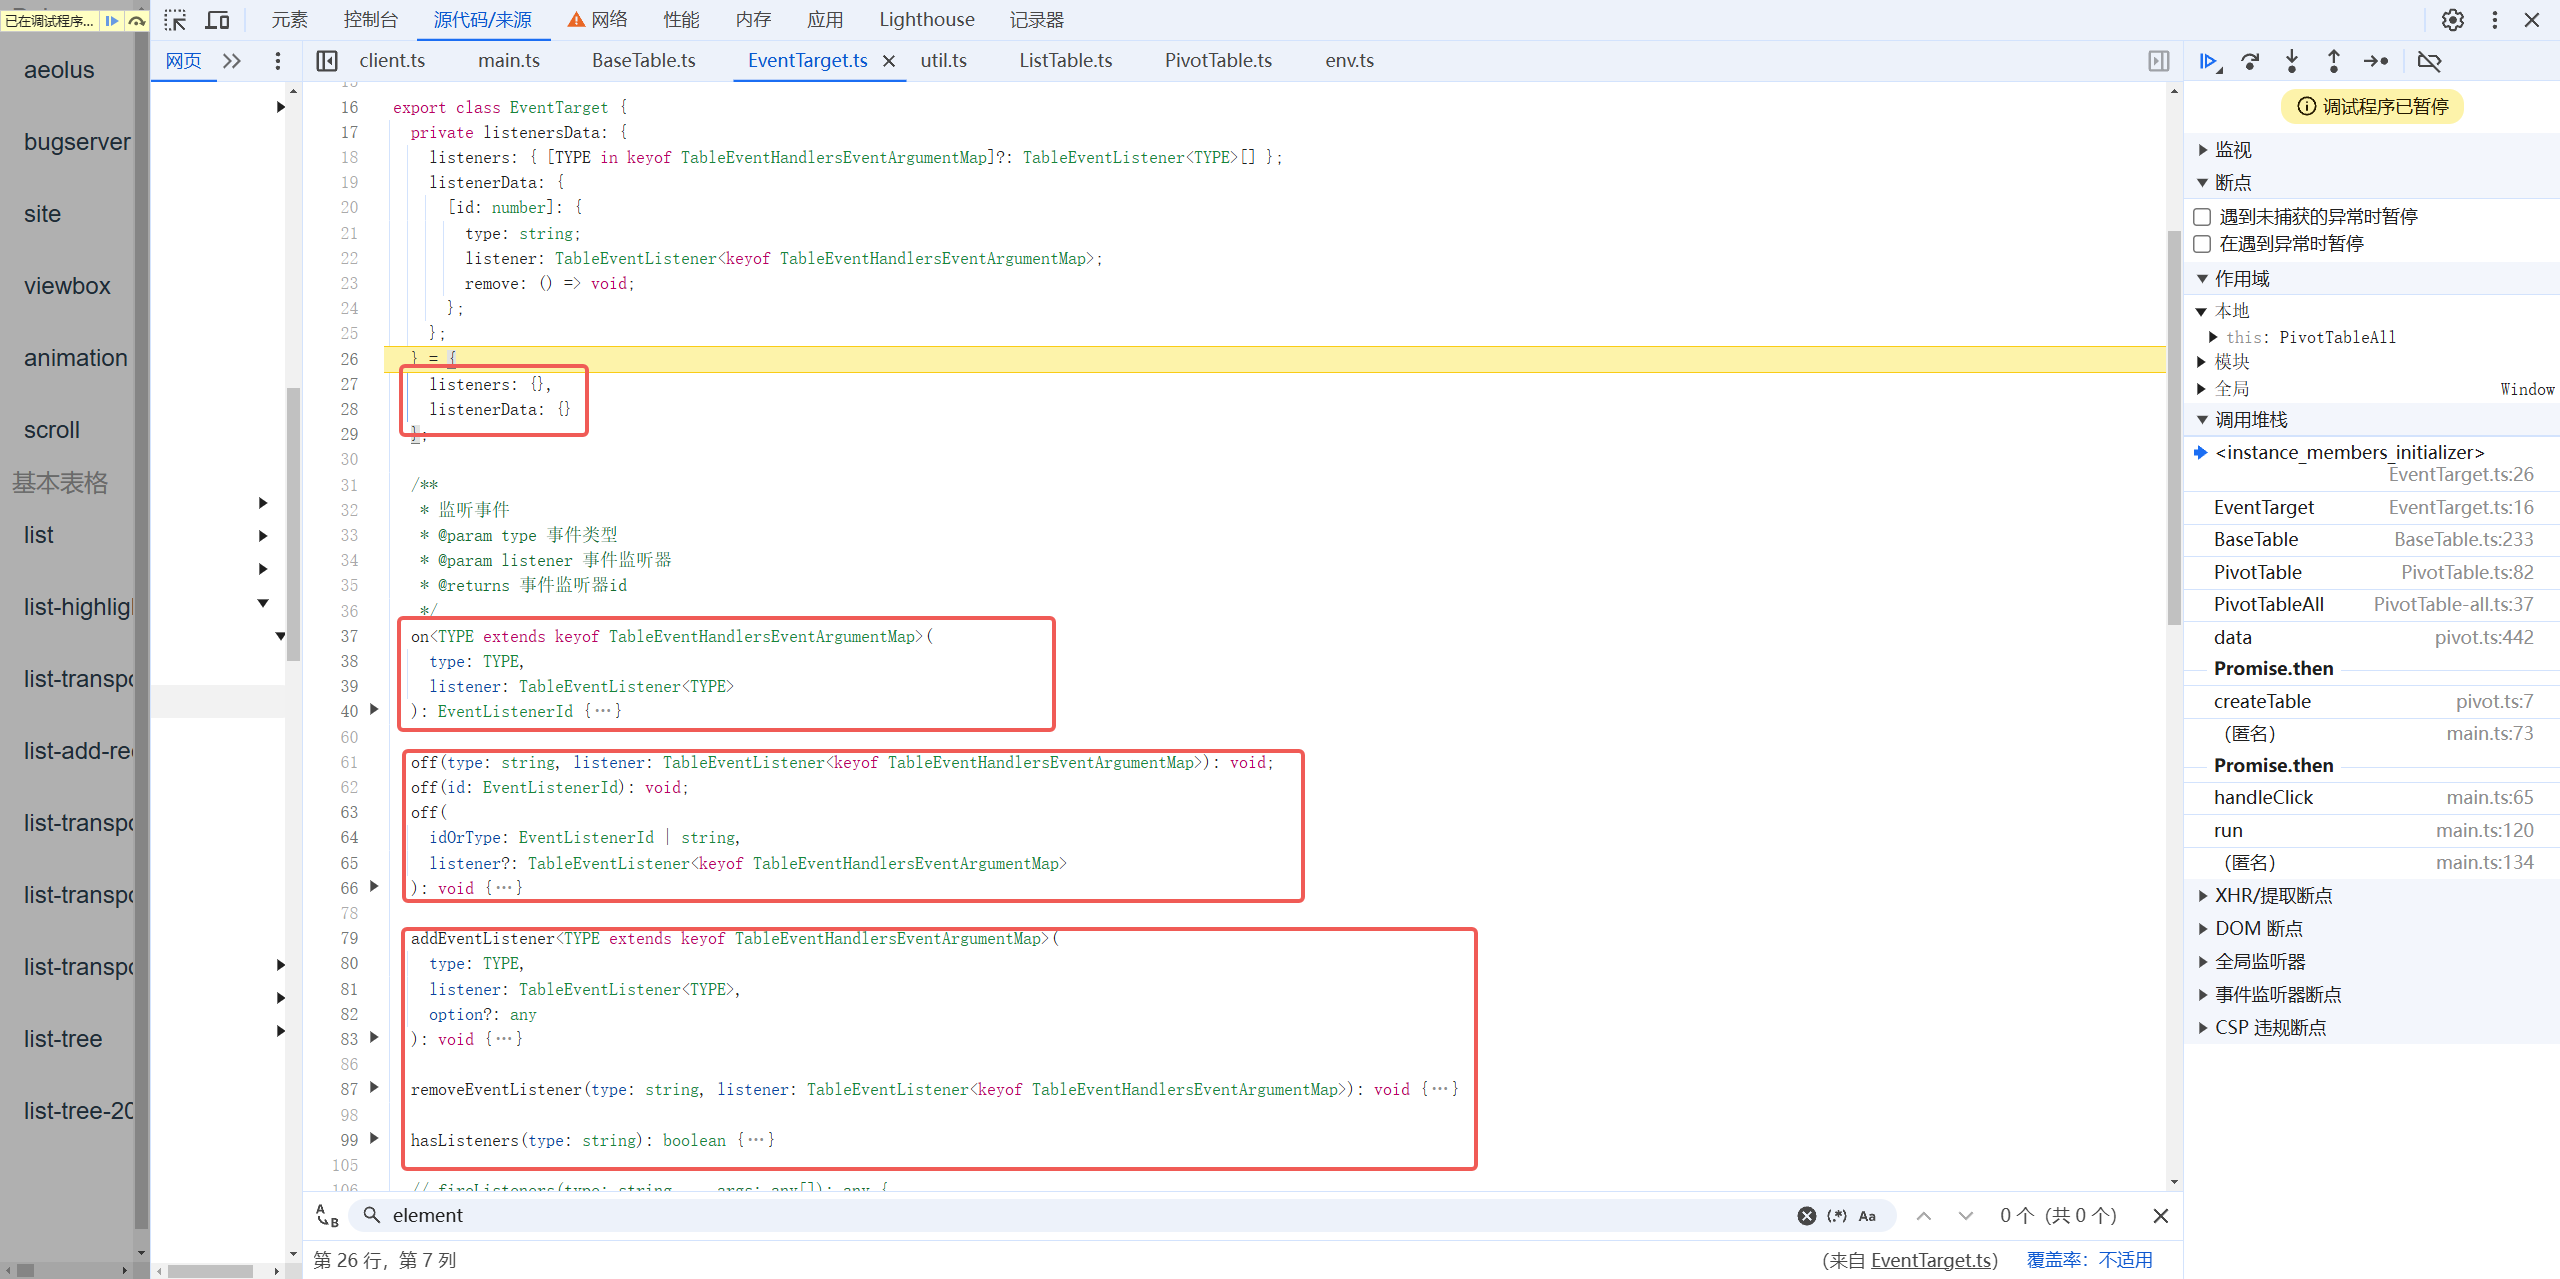 已在调试程序...
元素
控制台
源代码/来源
网络
性能
内存
应用
Lighthouse
记录器
网页
client.ts
main.ts
BaseTable.ts
EventTarget.ts
util.ts
ListTable.ts
PivotTable.ts
env.ts
aeolus
bugserver
site
viewbox
animation
scroll
基本表格
list
list-highlig
list-transpo
list-add-re
list-transpo
list-transpo
list-transpo
list-tree
list-tree-20
15
16 export class EventTarget {
17 private listenersData: {
18 listeners: { [TYPE in keyof TableEventHandlersEventArgumentMap]?: TableEventListener<TYPE>[] };
19 listenerData: {
20 [id: number]: {
21 type: string;
22 listener: TableEventListener<keyof TableEventHandlersEventArgumentMap>;
23 remove: () => void;
24 };
25 };
26 } = {
27 listeners: {},
28 listenerData: {}
29 };
30
31 /**
32 * 监听事件
33 * @param type 事件类型
34 * @param listener 事件监听器
35 * @returns 事件监听器id
36 */
37 on<TYPE extends keyof TableEventHandlersEventArgumentMap>(
38 type: TYPE,
39 listener: TableEventListener<TYPE>
40 ): EventListenerId {…}
60
61 off(type: string, listener: TableEventListener<keyof TableEventHandlersEventArgumentMap>): void;
62 off(id: EventListenerId): void;
63 off(
64 idOrType: EventListenerId | string,
65 listener?: TableEventListener<keyof TableEventHandlersEventArgumentMap>
66 ): void {…}
78
79 addEventListener<TYPE extends keyof TableEventHandlersEventArgumentMap>(
80 type: TYPE,
81 listener: TableEventListener<TYPE>,
82 option?: any
83 ): void {…}
86
87 removeEventListener(type: string, listener: TableEventListener<keyof TableEventHandlersEventArgumentMap>): void {…}
98
99 hasListeners(type: string): boolean {…}
105
106 // fireListeners(type: string, ...args: any[]): any {
element
(.*)
Aa
0 个 (共 0 个)
第 26 行，第 7 列
(来自 EventTarget.ts)
覆盖率：不适用
调试程序已暂停
监视
断点
遇到未捕获的异常时暂停
在遇到异常时暂停
作用域
本地
this: PivotTableAll
模块
全局 Window
调用堆栈
<instance_members_initializer>
EventTarget.ts:26
EventTarget EventTarget.ts:16
BaseTable BaseTable.ts:233
PivotTable PivotTable.ts:82
PivotTableAll PivotTable-all.ts:37
data pivot.ts:442
Promise.then
createTable pivot.ts:7
（匿名） main.ts:73
Promise.then
handleClick main.ts:65
run main.ts:120
（匿名） main.ts:134
XHR/提取断点
DOM 断点
全局监听器
事件监听器断点
CSP 违规断点